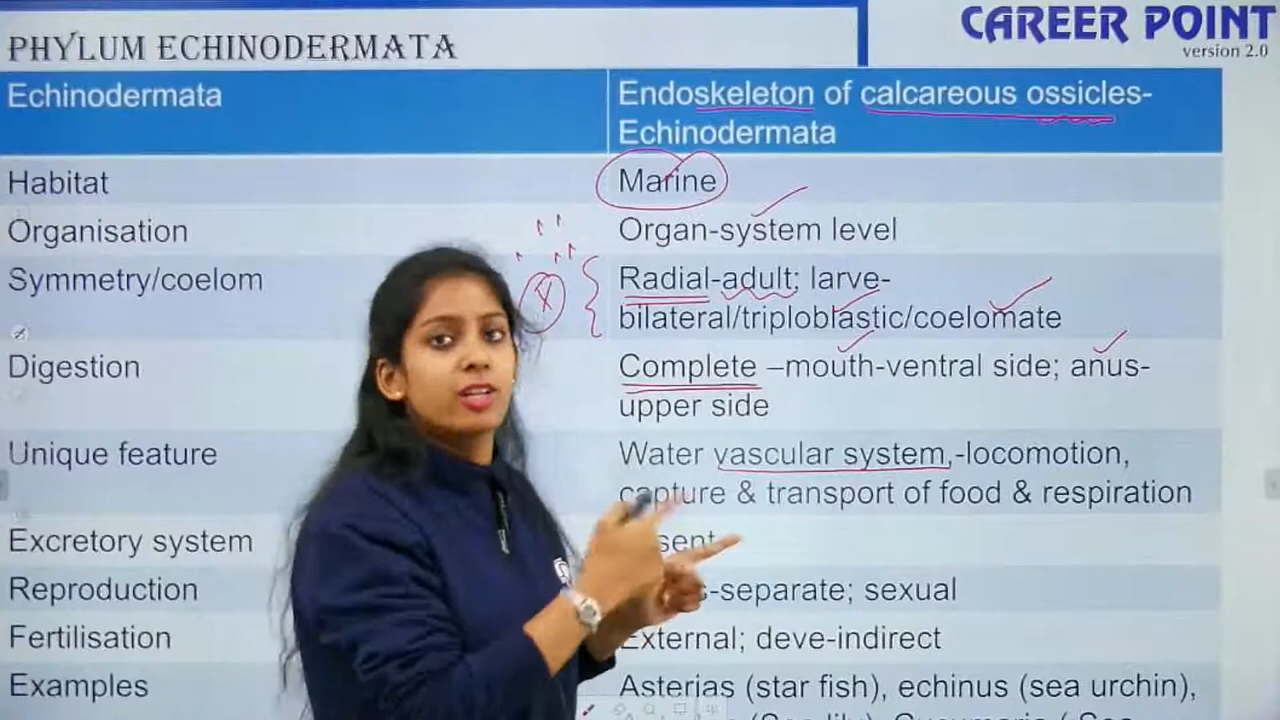 PHYLUM ECHINODERMATA
CAREER POINT
version 2.0
Echinodermata
Endoskeleton of calcareous ossicles-
Echinodermata
Habitat
Marine
Organisation
Organ-system level
Symmetry/coelom
Radial-adult; larve-
bilateral/triploblastic/coelomate
Digestion
Complete –mouth-ventral side; anus-
upper side
Unique feature
Water vascular system,-locomotion,
capture & transport of food & respiration
Excretory system
Reproduction
-separate; sexual
Fertilisation
External; deve-indirect
Examples
Asterias (star fish), echinus (sea urchin),